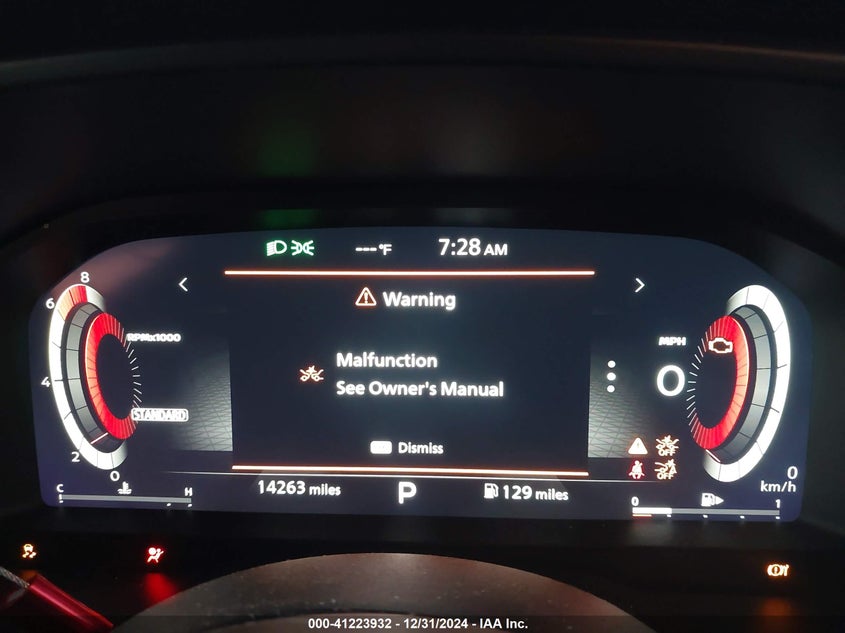 ---°F 7:28 AM
Warning
8
6
4
2
0
RPMx1000
STANDARD
Malfunction
See Owner's Manual
Dismiss
MPH
0
OFF
OFF
0
km/h
C H
14263 miles P 129 miles
0 1
000-41223932 - 12/31/2024 - IAA Inc.